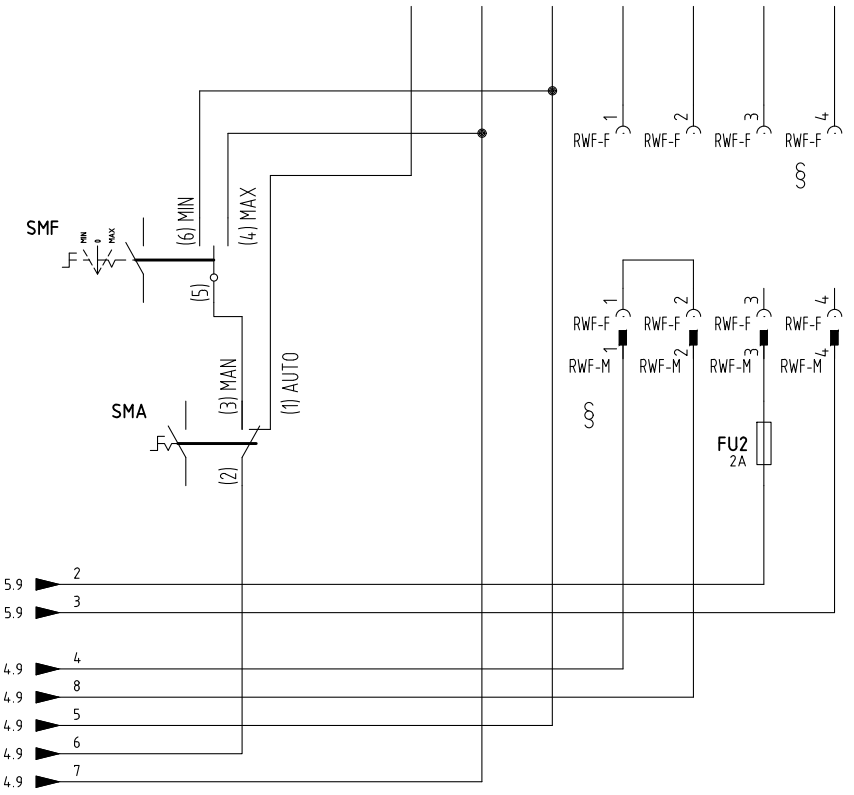 1 2 3 4
RWF-F RWF-F RWF-F RWF-F
§
(6) MIN
(4) MAX
SMF
MIN
0
MAX
(5)
1 2 3 4
RWF-F RWF-F RWF-F RWF-F
1 2 3 4
RWF-M RWF-M RWF-M RWF-M
§
(3) MAN
(1) AUTO
SMA
(2)
FU2
2A
5.9 2
5.9 3
4.9 4
4.9 8
4.9 5
4.9 6
4.9 7